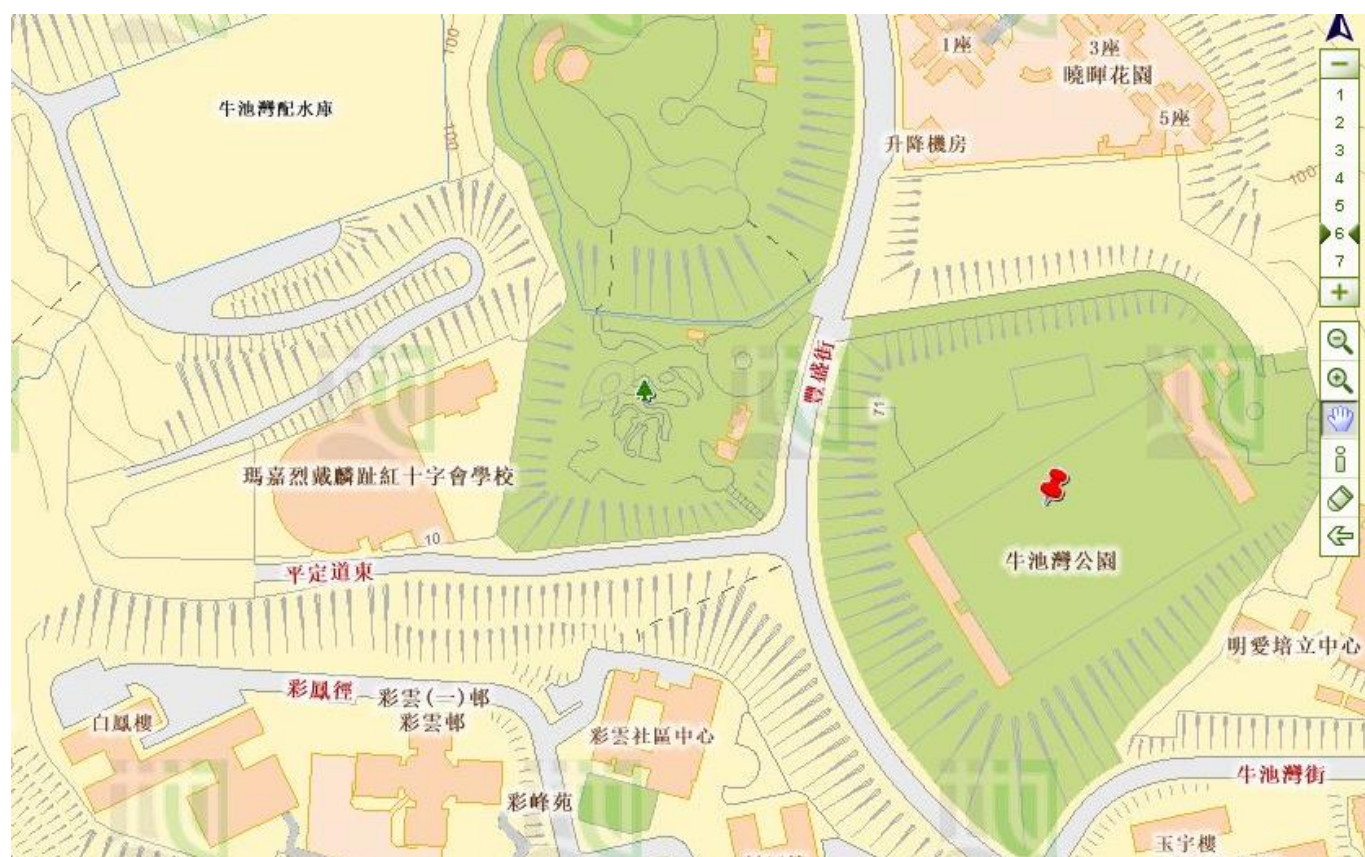 1座
3座
曉暉花園
5座
升降機房
牛池灣配水庫
100
100
100
1
2
3
4
5
6
7
豐盛街
71
瑪嘉烈戴麟趾紅十字會學校
10
平定道東
牛池灣公園
明愛培立中心
彩鳳徑
彩雲(一)邨
彩雲邨
白鳳樓
彩雲社區中心
彩峰苑
牛池灣街
玉宇樓